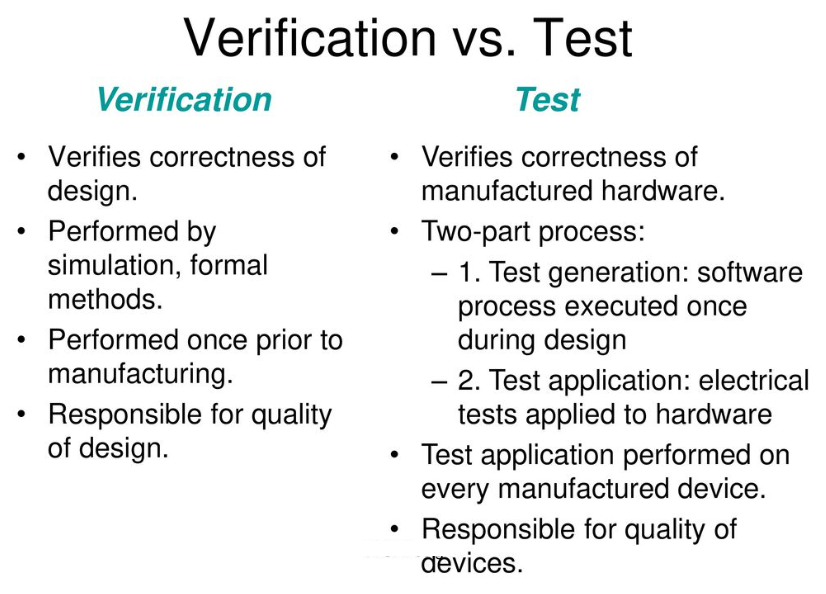 Verification vs. Test
Verification
• Verifies correctness of
design.
• Performed by
simulation, formal
methods.
• Performed once prior to
manufacturing.
• Responsible for quality
of design.
Test
• Verifies correctness of
manufactured hardware.
• Two-part process:
– 1. Test generation: software
process executed once
during design
– 2. Test application: electrical
tests applied to hardware
• Test application performed on
every manufactured device.
• Responsible for quality of
devices.